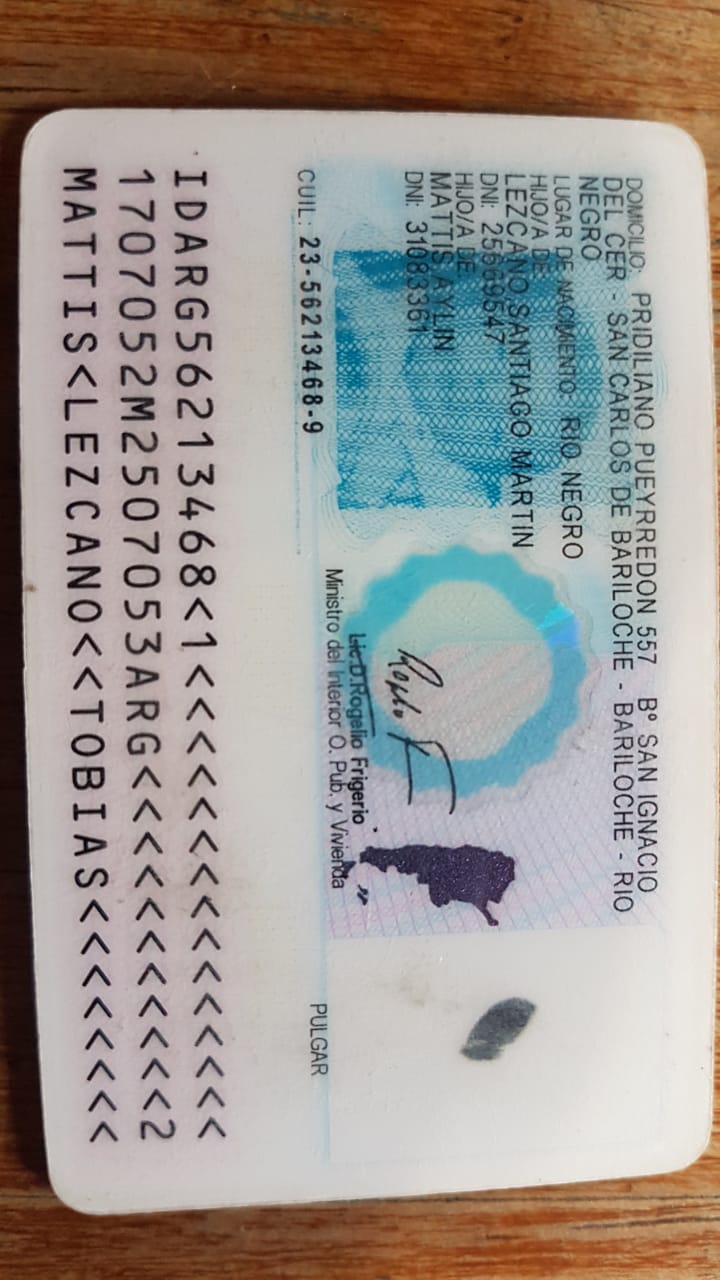 DOMICILIO: PRIDILIANO PUEYRREDON 557 Bº SAN IGNACIO
DEL CER - SAN CARLOS DE BARILOCHE - BARILOCHE - RIO
NEGRO
LUGAR DE NACIMIENTO: RIO NEGRO
HIJO/A DE:
LEZCANO SANTIAGO MARTIN
DNI: 25669547
HIJO/A DE:
MATTIS AYLIN
DNI: 31083361
Lic.D.Rogelio Frigerio
Ministro del Interior O. Pub. y Vivienda
PULGAR
CUIL: 23-56213468-9
IDARG56213468<1<<<<<<<<<<<<<<<
1707052M2507053ARG<<<<<<<<<<<2
MATTIS<LEZCANO<<TOBIAS<<<<<<<<